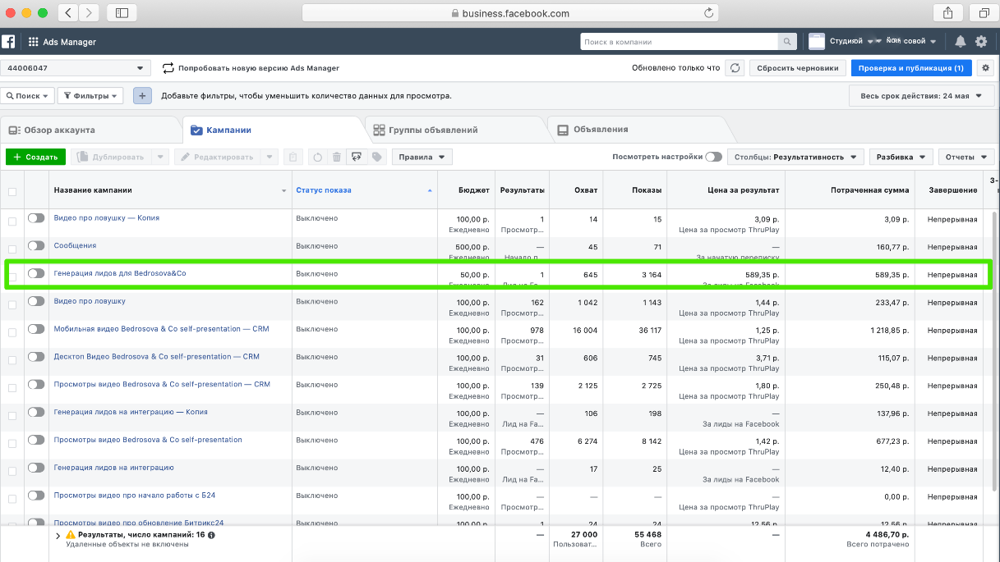 business.facebook.com
Ads Manager
Поиск в компании
Студией
совой
44006047
Попробовать новую версию Ads Manager
Обновлено только что
Сбросить черновики
Проверка и публикация (1)
Поиск
Фильтры
+
Добавьте фильтры, чтобы уменьшить количество данных для просмотра.
Весь срок действия: 24 мая
Обзор аккаунта
Кампании
Группы объявлений
Объявления
+ Создать
Дублировать
Редактировать
Правила
Посмотреть настройки
Столбцы: Результативность
Разбивка
Отчеты
Название кампании Статус показа Бюджет Результаты Охват Показы Цена за результат Потраченная сумма Завершение
Видео про ловушку — Копия Выключено 100,00 р. 1 14 15 3,09 р. 3,09 р. Непрерывная
Ежедневно Просмотр... Цена за просмотр ThruPlay
Сообщения Выключено 500,00 р. — 45 71 — 160,77 р. Непрерывная
Ежедневно Начало п... За начатую переписку
Генерация лидов для Bedrosova&Co Выключено 50,00 р. 1 645 3 164 589,35 р. 589,35 р. Непрерывная
Ежедневно Лид на Fa... За лиды на Facebook
Видео про ловушку Выключено 100,00 р. 162 1 042 1 143 1,44 р. 233,47 р. Непрерывная
Ежедневно Просмотр... Цена за просмотр ThruPlay
Мобильная видео Bedrosova & Co self-presentation — CRM Выключено 100,00 р. 978 16 004 36 117 1,25 р. 1 218,85 р. Непрерывная
Ежедневно Просмотр... Цена за просмотр ThruPlay
Десктоп Видео Bedrosova & Co self-presentation — CRM Выключено 100,00 р. 31 606 745 3,71 р. 115,07 р. Непрерывная
Ежедневно Просмотр... Цена за просмотр ThruPlay
Просмотры видео Bedrosova & Co self-presentation — CRM Выключено 100,00 р. 139 2 125 2 725 1,80 р. 250,48 р. Непрерывная
Ежедневно Просмотр... Цена за просмотр ThruPlay
Генерация лидов на интеграцию — Копия Выключено 100,00 р. — 106 198 — 137,96 р. Непрерывная
Ежедневно Лид на Fa... За лиды на Facebook
Просмотры видео Bedrosova & Co self-presentation Выключено 100,00 р. 476 6 274 8 142 1,42 р. 677,23 р. Непрерывная
Ежедневно Просмотр... Цена за просмотр ThruPlay
Генерация лидов на интеграцию Выключено 100,00 р. — 17 25 — 12,40 р. Непрерывная
Ежедневно Лид на Fa... За лиды на Facebook
Просмотры видео про начало работы с Б24 Выключено 100,00 р. — — — — 0,00 р. Непрерывная
Ежедневно Просмотр... Цена за просмотр ThruPlay
Просмотры видео про обновление Битрикс24 Выключено 100,00 р. 1 24 24 12,56 р. 12,56 р. Непрерывная
Результаты, число кампаний: 16 — 27 000 55 468 — 4 486,70 р.
Удаленные объекты не включены Пользоват... Всего Всего потрачено